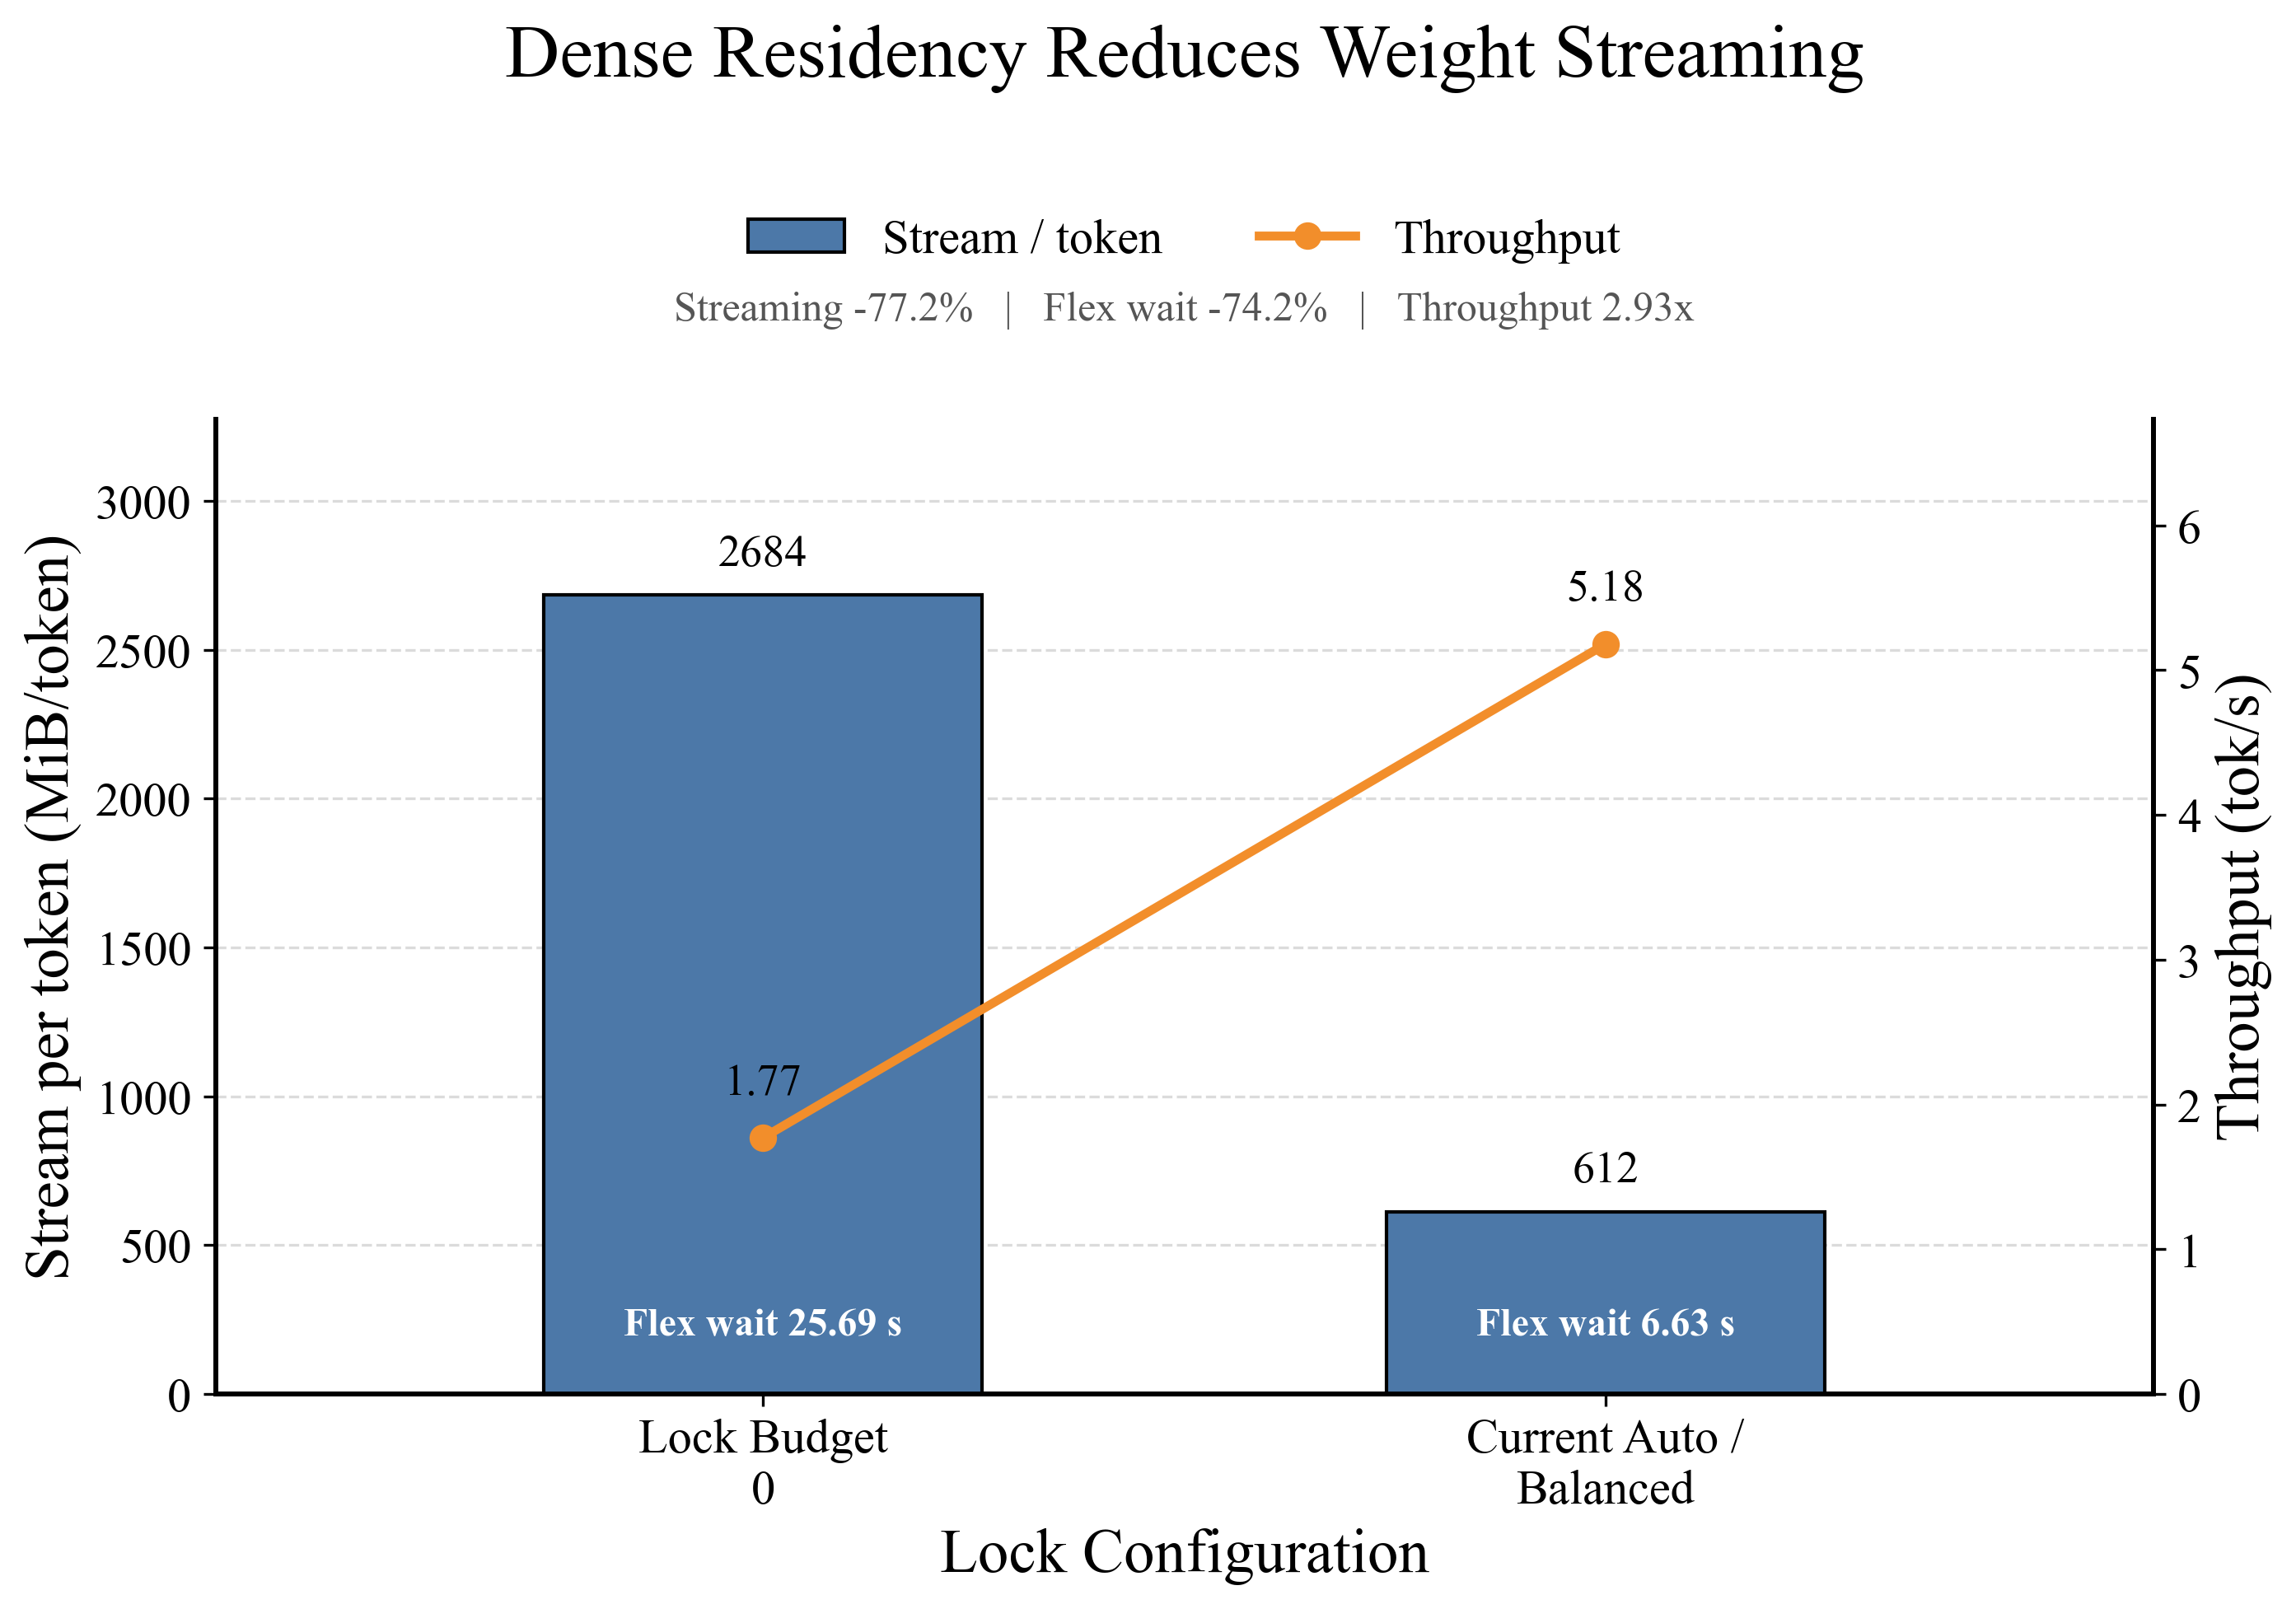 Dense Residency Reduces Weight Streaming
Stream / token
Throughput
Streaming -77.2% | Flex wait -74.2% | Throughput 2.93x
Stream per token (MiB/token)
3000
2500
2000
1500
1000
500
0
2684
1.77
Flex wait 25.69 s
5.18
612
Flex wait 6.63 s
6
5
4
3
2
1
0
Throughput (tok/s)
Lock Budget
0
Current Auto /
Balanced
Lock Configuration